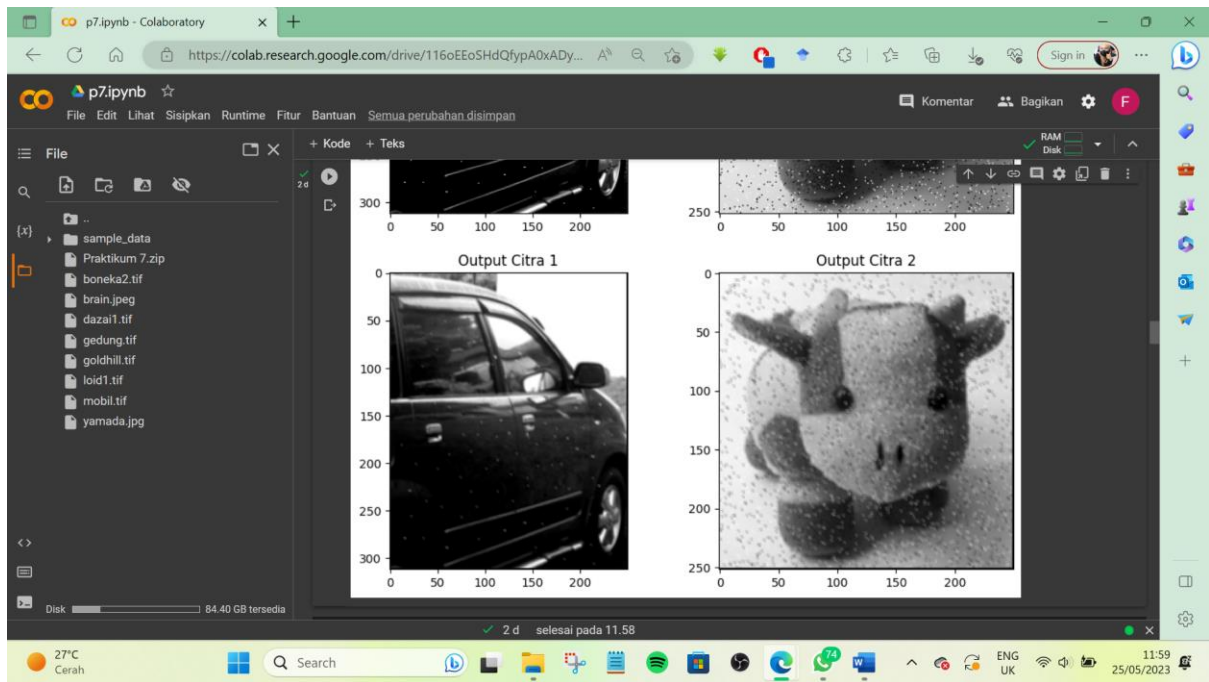 p7.ipynb - Colaboratory
https://colab.research.google.com/drive/116oEEoSHdQfypA0xADy...
Sign in
p7.ipynb
Komentar
Bagikan
F
File Edit Lihat Sisipkan Runtime Fitur Bantuan Semua perubahan disimpan
File
+ Kode + Teks
RAM
Disk
2 d
{x}
..
sample_data
Praktikum 7.zip
boneka2.tif
brain.jpeg
dazai1.tif
gedung.tif
goldhill.tif
loid1.tif
mobil.tif
yamada.jpg
300
0 50 100 150 200
250
0 50 100 150 200
Output Citra 1
0
50
100
150
200
250
300
0 50 100 150 200
Output Citra 2
0
50
100
150
200
250
0 50 100 150 200
Disk 84.40 GB tersedia
2 d selesai pada 11.58
27°C
Cerah
Search
74
ENG
UK
11:59
25/05/2023